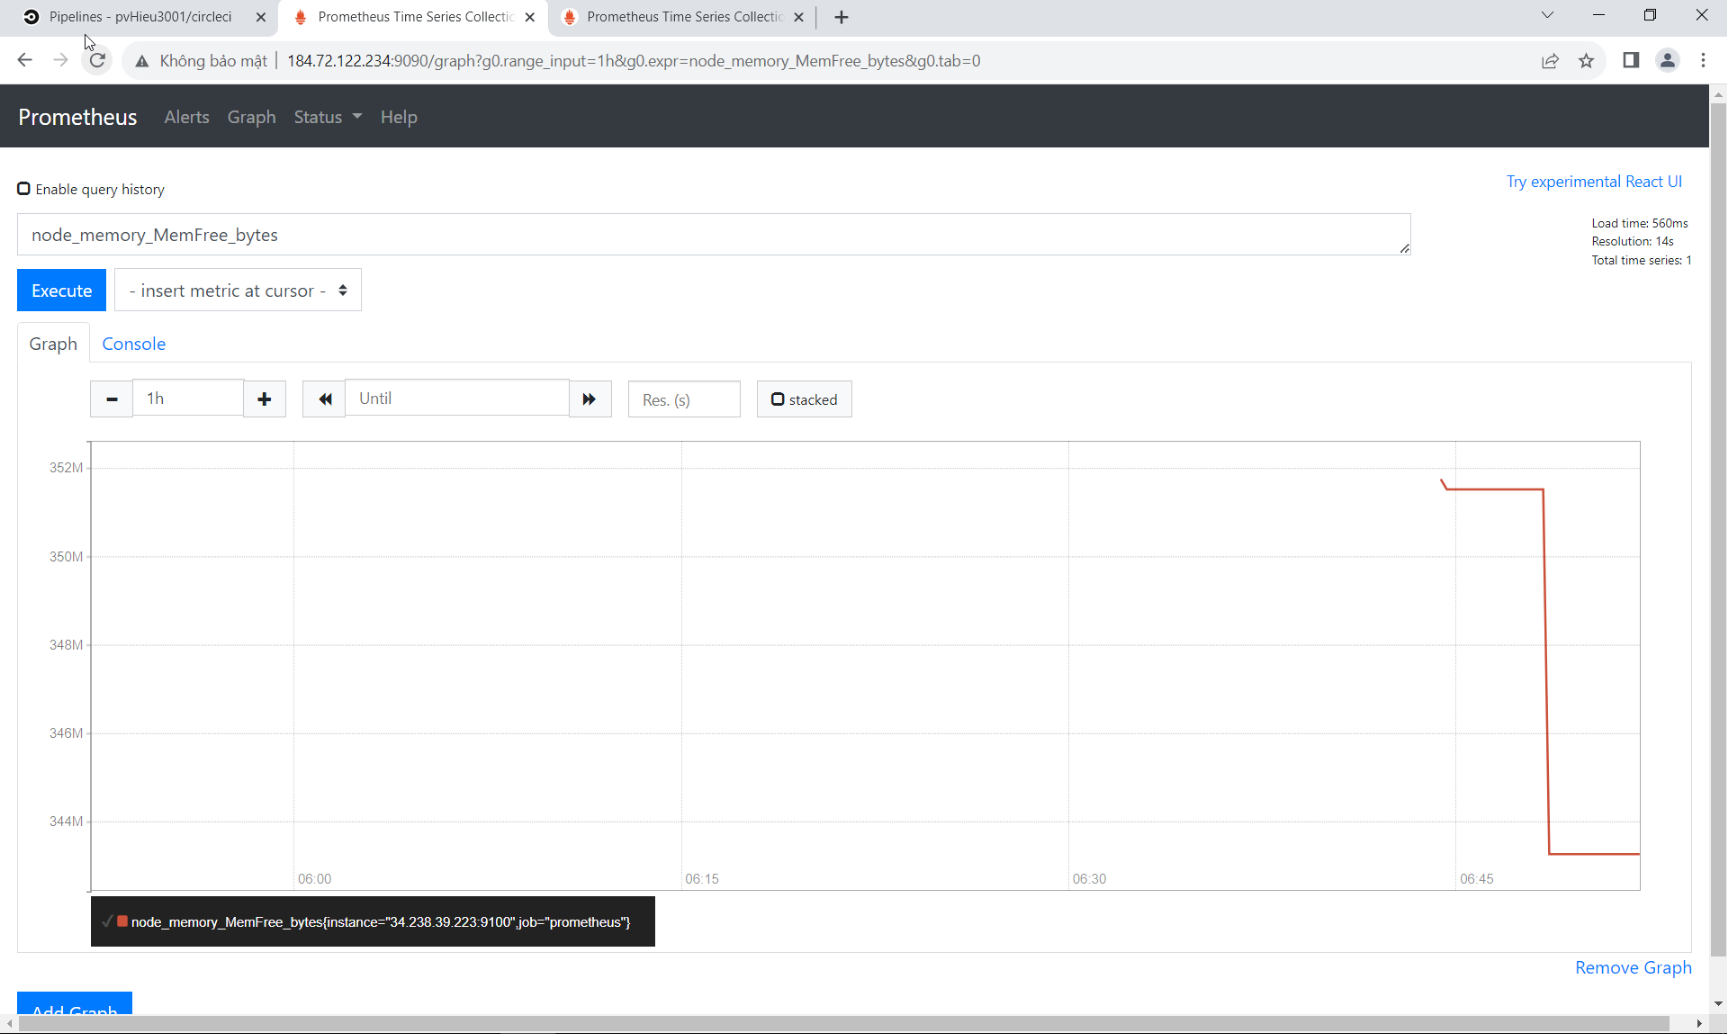 Pipelines - pvHieu3001/circleci
Prometheus Time Series Collectic
Prometheus Time Series Collectic
Không bảo mật
184.72.122.234:9090/graph?g0.range_input=1h&g0.expr=node_memory_MemFree_bytes&g0.tab=0
Prometheus Alerts Graph Status Help
Enable query history
Try experimental React UI
node_memory_MemFree_bytes
Load time: 560ms
Resolution: 14s
Total time series: 1
Execute
- insert metric at cursor -
Graph Console
1h
Until
Res. (s)
stacked
352M
350M
348M
346M
344M
06:00 06:15 06:30 06:45
node_memory_MemFree_bytes{instance="34.238.39.223:9100",job="prometheus"}
Remove Graph
Add Graph